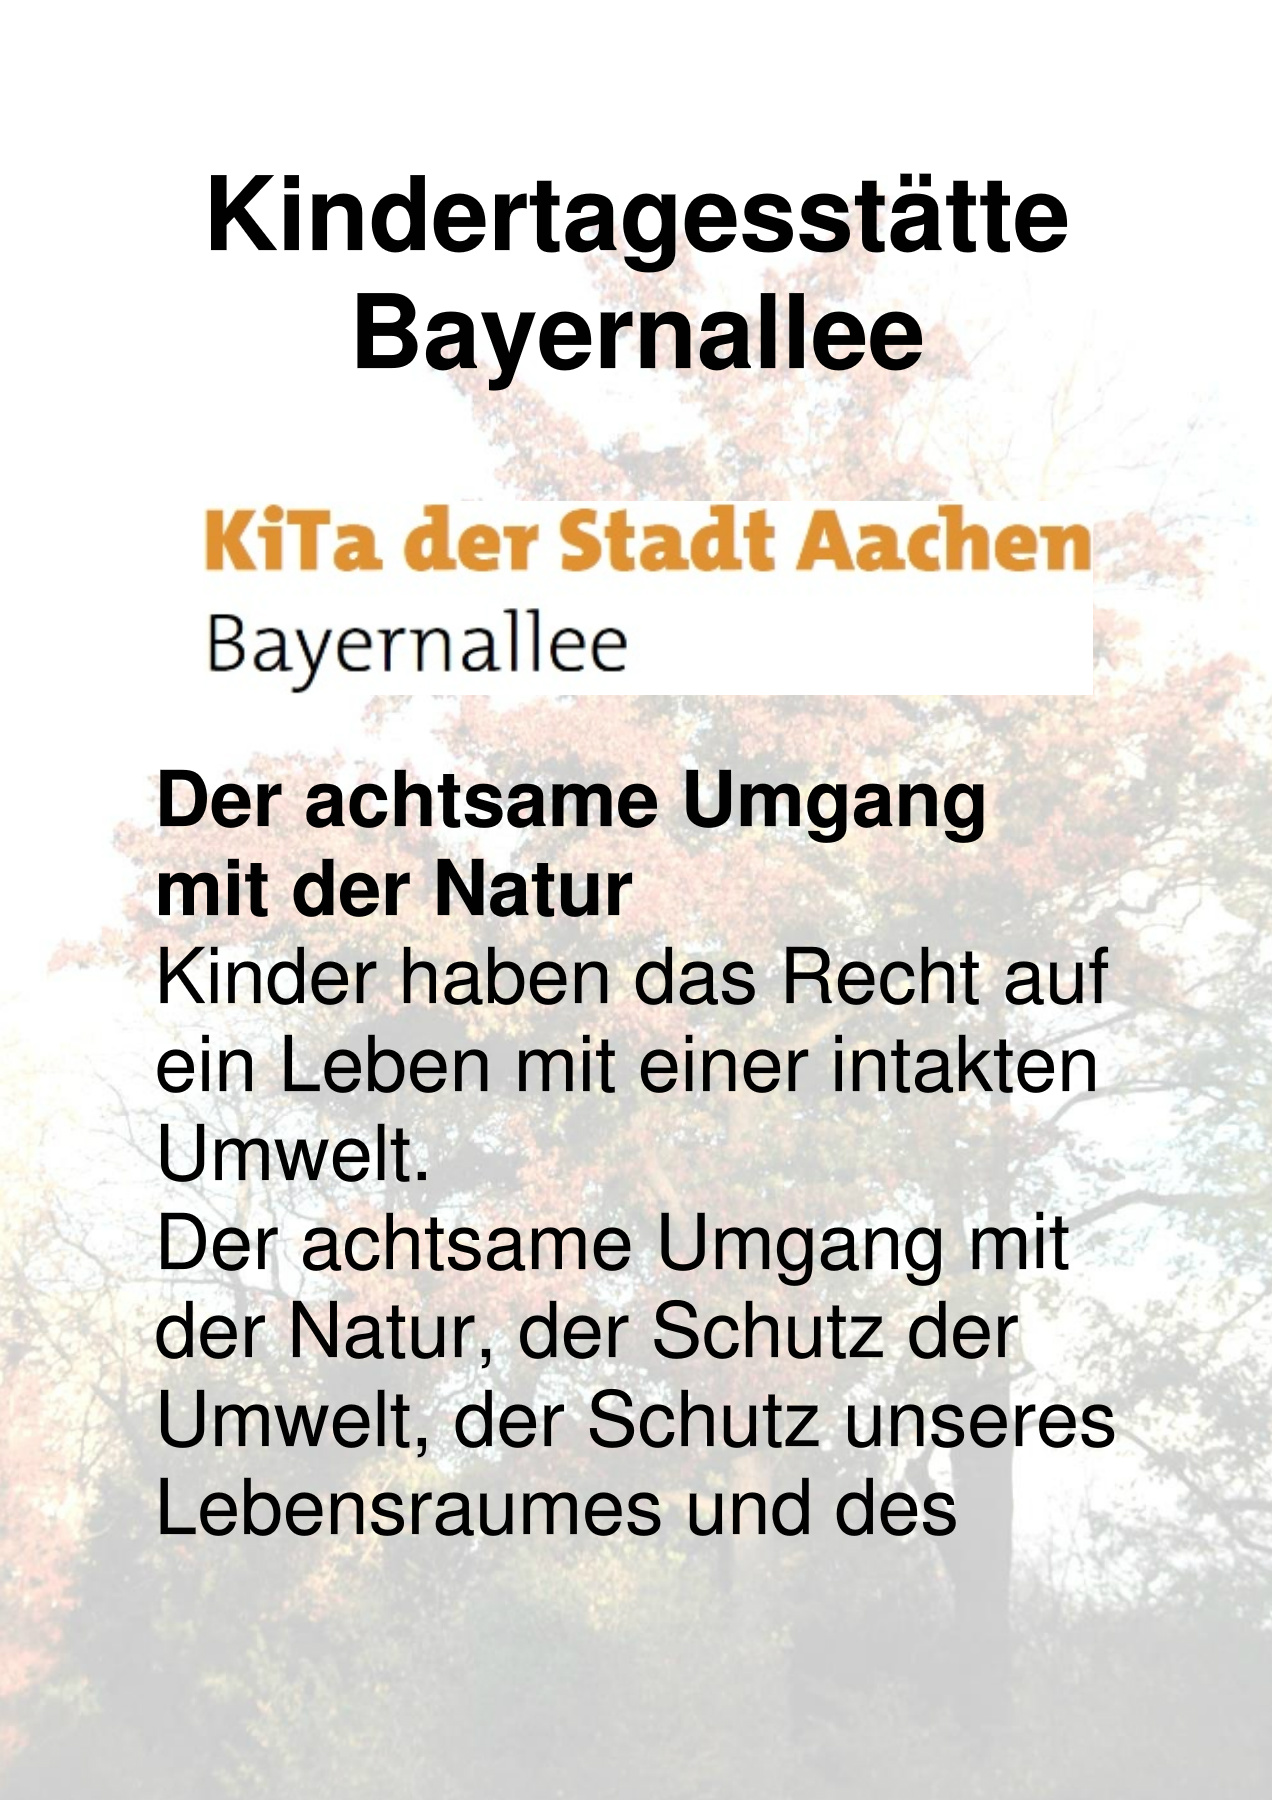 Kindertagesstätte
Bayernallee
KiTa der Stadt Aachen
Bayernallee
Der achtsame Umgang
mit der Natur
Kinder haben das Recht auf
ein Leben mit einer intakten
Umwelt.
Der achtsame Umgang mit
der Natur, der Schutz der
Umwelt, der Schutz unseres
Lebensraumes und des